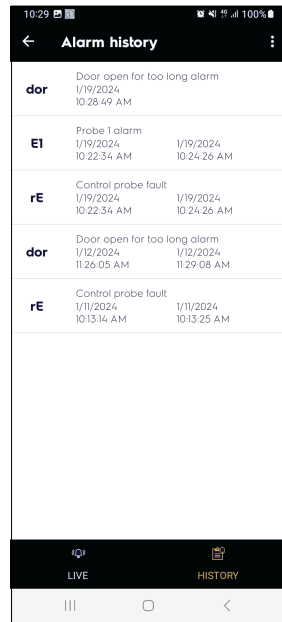 10:29 4G 100%
Alarm history
Door open for too long alarm
dor 1/19/2024
10:28:49 AM
Probe 1 alarm
E1 1/19/2024 1/19/2024
10:22:34 AM 10:24:26 AM
Control probe fault
rE 1/19/2024 1/19/2024
10:22:34 AM 10:24:26 AM
Door open for too long alarm
dor 1/12/2024 1/12/2024
11:26:05 AM 11:29:08 AM
Control probe fault
rE 1/11/2024 1/11/2024
10:13:14 AM 10:13:25 AM
LIVE HISTORY